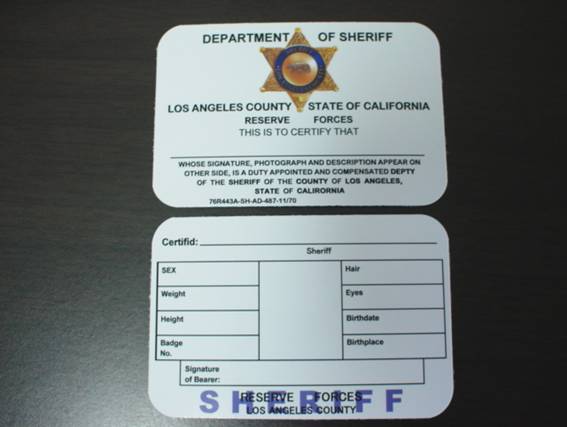 DEPARTMENT OF SHERIFF
LOS ANGELES COUNTY STATE OF CALIFORNIA
RESERVE FORCES
THIS IS TO CERTIFY THAT
WHOSE SIGNATURE, PHOTOGRAPH AND DESCRIPTION APPEAR ON
OTHER SIDE, IS A DUTY APPOINTED AND COMPENSATED DEPTY
OF THE SHERIFF OF THE COUNTY OF LOS ANGELES,
STATE OF CALIRORNIA
76R443A-SH-AD-487-11/70
Certifid:
Sheriff
SEX
Hair
Weight
Eyes
Height
Birthdate
Badge
No.
Birthplace
Signature
of Bearer:
SHERIFF
RESERVE FORCES
LOS ANGELES COUNTY